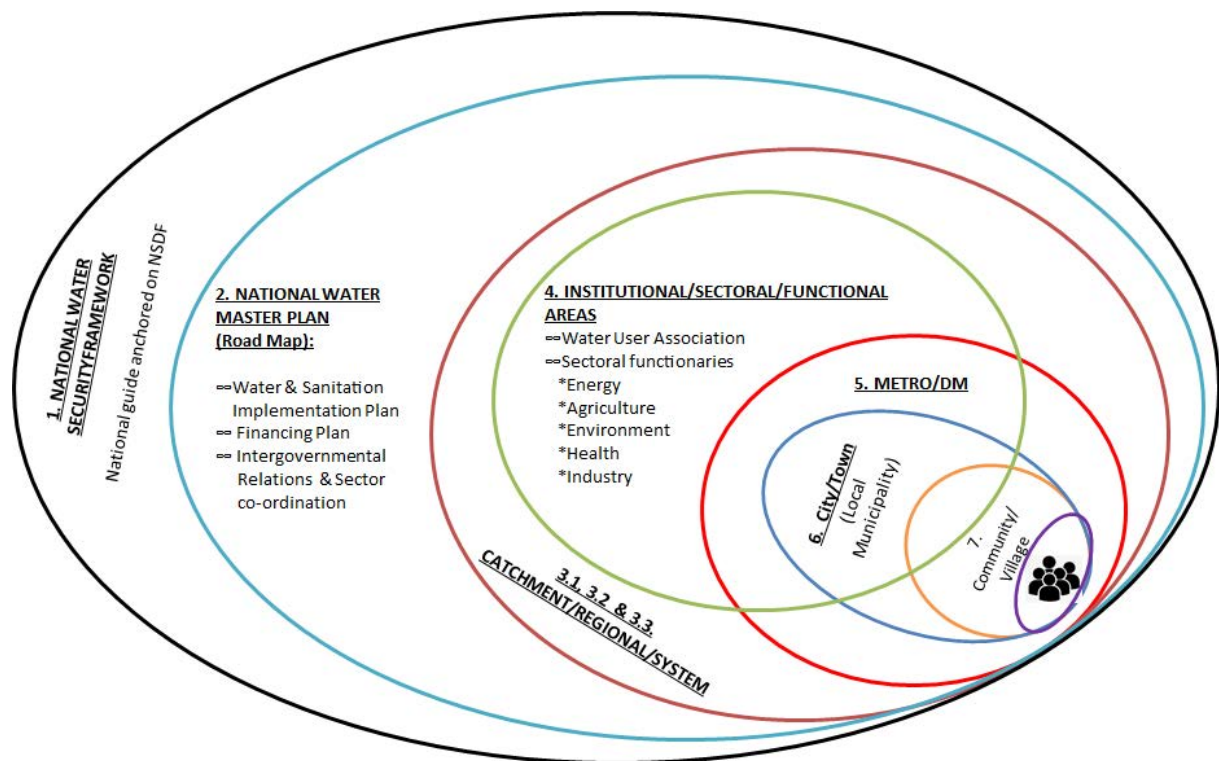 1. NATIONAL WATER
SECURITYFRAMEWORK
National guide anchored on NSDF
2. NATIONAL WATER
MASTER PLAN
(Road Map):
⚯Water & Sanitation
Implementation Plan
⚯ Financing Plan
⚯ Intergovernmental
Relations & Sector
co-ordination
3.1, 3.2 & 3.3.
CATCHMENT/REGIONAL/SYSTEM
4. INSTITUTIONAL/SECTORAL/FUNCTIONAL
AREAS
⚯Water User Association
⚯Sectoral functionaries
*Energy
*Agriculture
*Environment
*Health
*Industry
5. METRO/DM
6. City/Town
(Local
Municipality)
7.
Community/
Village